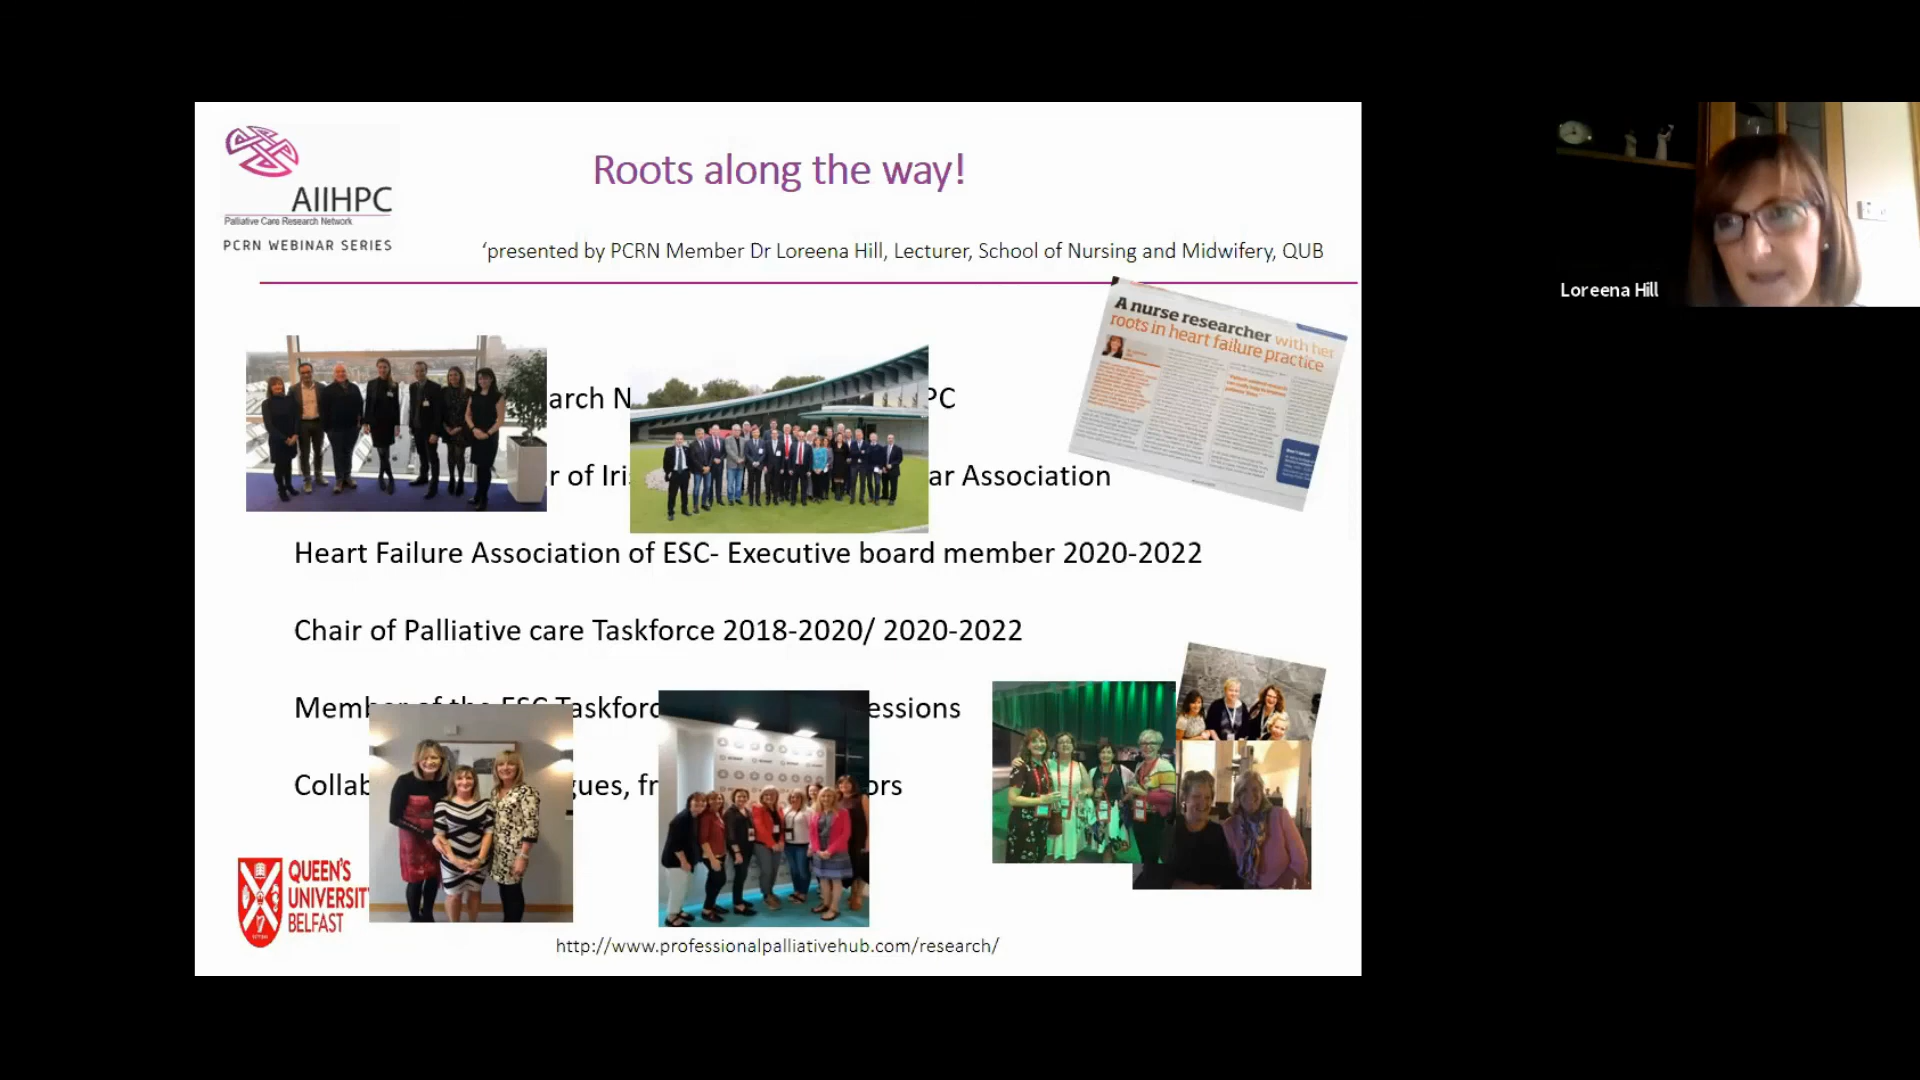 AIIHPC
Palliative Care Research Network
PCRN WEBINAR SERIES
Roots along the way!
‘presented by PCRN Member Dr Loreena Hill, Lecturer, School of Nursing and Midwifery, QUB
Loreena Hill
A nurse researcher with her
roots in heart failure practice
arch N PC
r of Iri ar Association
Heart Failure Association of ESC- Executive board member 2020-2022
Chair of Palliative care Taskforce 2018-2020/ 2020-2022
Member of the ESC Taskforc essions
Collab gues, fr ors
QUEEN'S
UNIVERSIT
BELFAST
http://www.professionalpalliativehub.com/research/